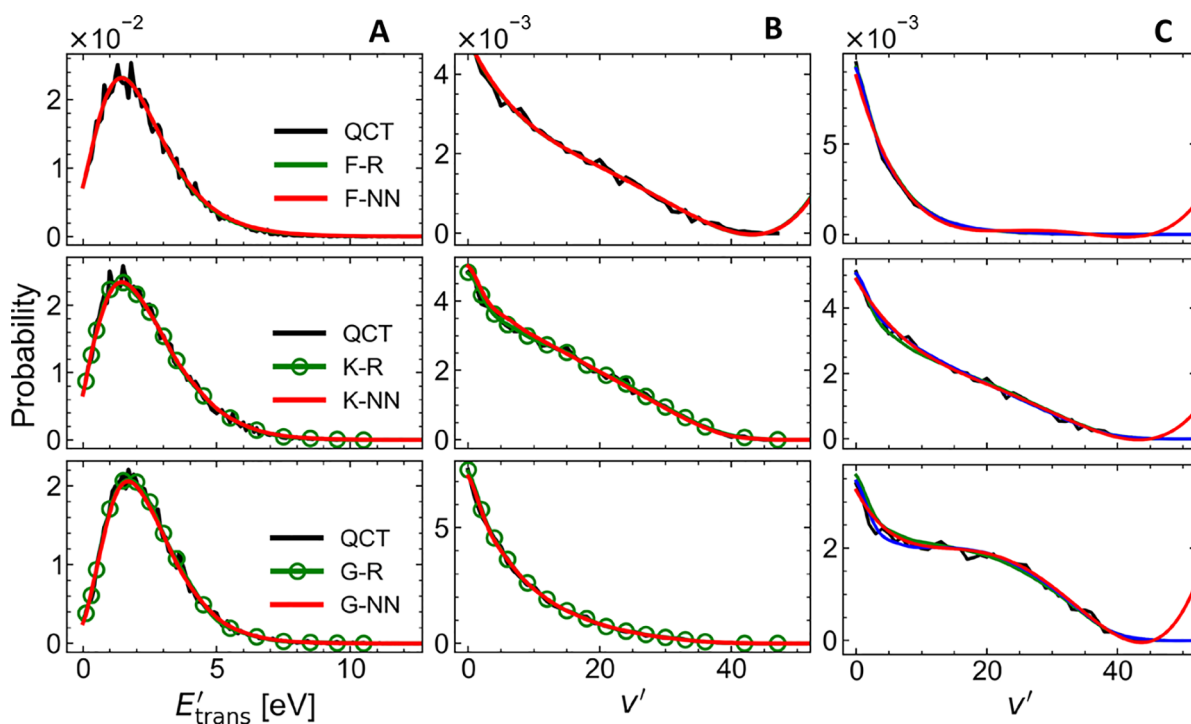 ×10⁻² A
×10⁻³ B
×10⁻³ C
Probability
2
1
0
QCT
F-R
F-NN
4
2
0
5
0
2
1
0
QCT
K-R
K-NN
4
2
0
4
2
0
2
1
0
QCT
G-R
G-NN
5
0
2
0
0 5 10
0 20 40
0 20 40
E′trans [eV]
v′
v′